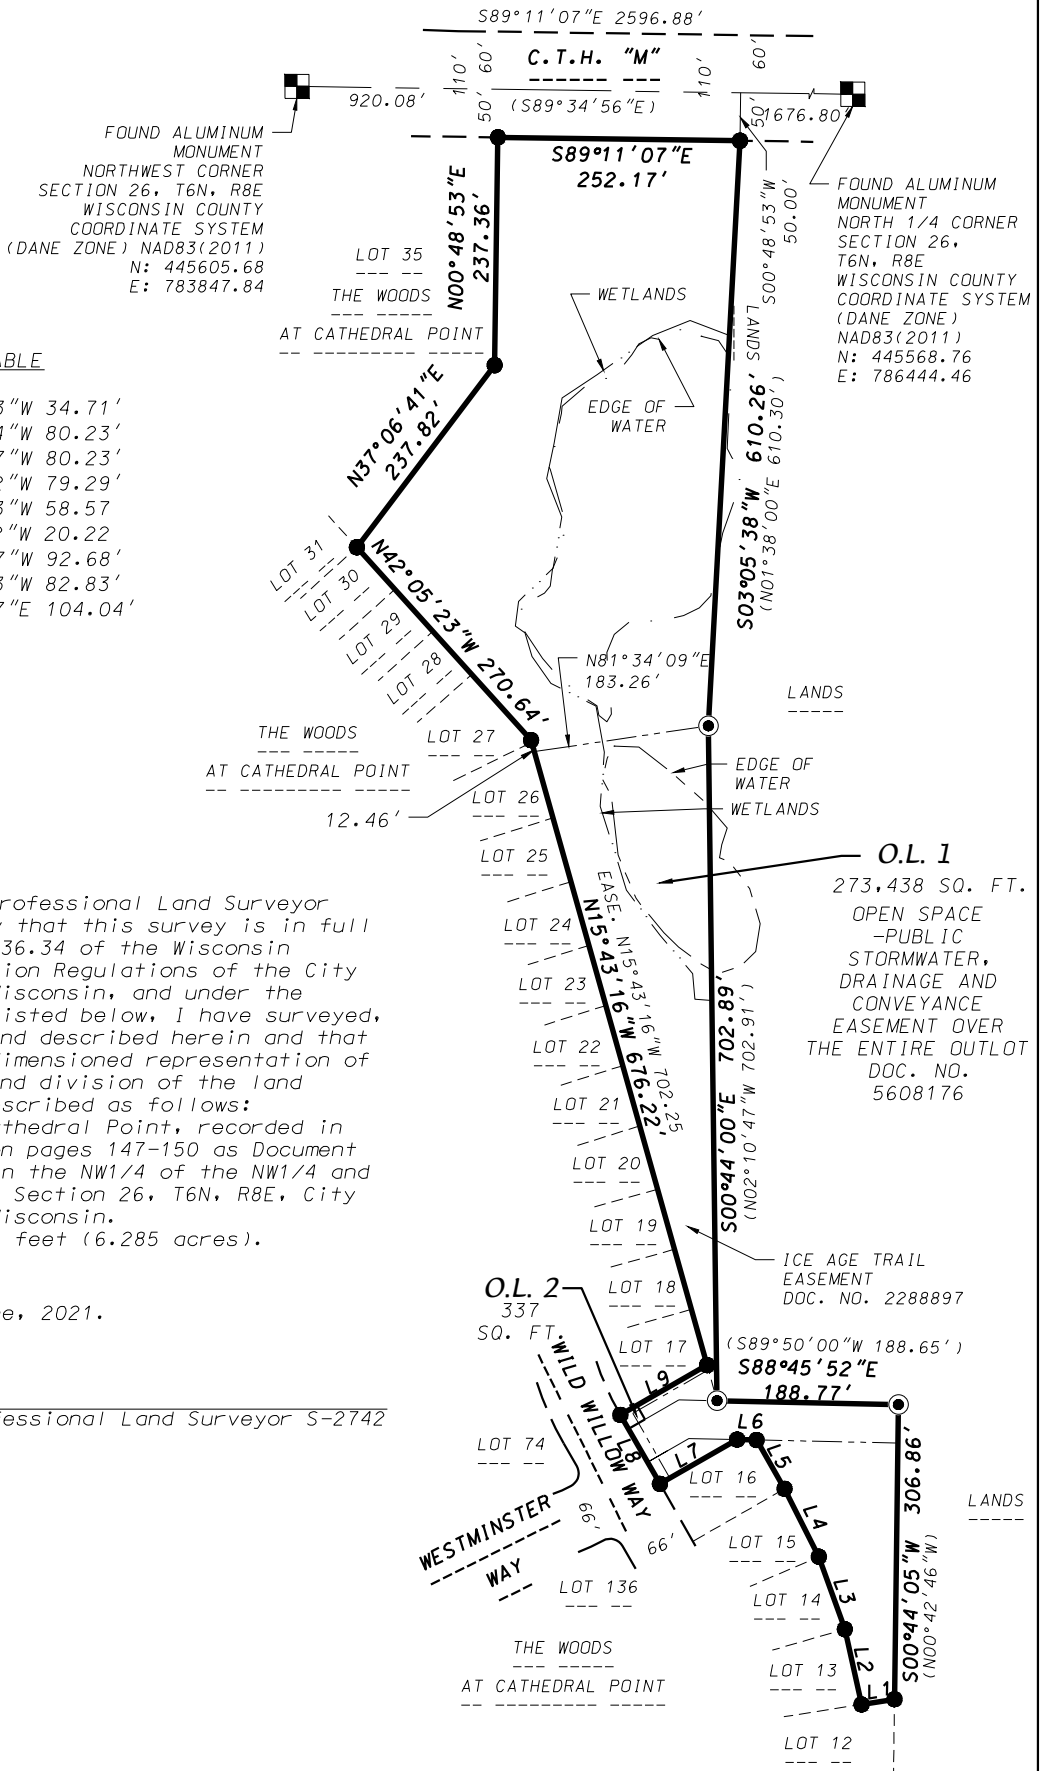 S89°11'07"E 2596.88'
C.T.H. "M"
110'
60'
50'
110'
60'
50'
920.08'
(S89°34'56"E)
1676.80'
FOUND ALUMINUM
MONUMENT
NORTHWEST CORNER
SECTION 26, T6N, R8E
WISCONSIN COUNTY
COORDINATE SYSTEM
(DANE ZONE) NAD83(2011)
N: 445605.68
E: 783847.84
S89°11'07"E
252.17'
S00°48'53"W
50.00'
FOUND ALUMINUM
MONUMENT
NORTH 1/4 CORNER
SECTION 26,
T6N, R8E
WISCONSIN COUNTY
COORDINATE SYSTEM
(DANE ZONE)
NAD83(2011)
N: 445568.76
E: 786444.46
N00°48'53"E
237.36'
LOT 35
THE WOODS
AT CATHEDRAL POINT
WETLANDS
EDGE OF
WATER
LANDS
ABLE
3"W 34.71'
4"W 80.23'
7"W 80.23'
2"W 79.29'
3"W 58.57
2"W 20.22
7"W 92.68'
3"W 82.83'
7"E 104.04'
N37°06'41"E
237.82'
S03°05'38"W 610.26'
(N01°38'00"E 610.30')
LOT 31
LOT 30
LOT 29
LOT 28
N42°05'23"W 270.64'
N81°34'09"E
183.26'
LANDS
THE WOODS
AT CATHEDRAL POINT
LOT 27
12.46'
EDGE OF
WATER
WETLANDS
LOT 26
LOT 25
LOT 24
LOT 23
LOT 22
LOT 21
LOT 20
LOT 19
LOT 18
LOT 17
EASE. N15°43'16"W 702.25
N15°43'16"W 676.22'
O.L. 1
273,438 SQ. FT.
OPEN SPACE
-PUBLIC
STORMWATER,
DRAINAGE AND
CONVEYANCE
EASEMENT OVER
THE ENTIRE OUTLOT
DOC. NO.
5608176
rofessional Land Surveyor
y that this survey is in full
236.34 of the Wisconsin
sion Regulations of the City
Wisconsin, and under the
listed below, I have surveyed,
and described herein and that
dimensioned representation of
and division of the land
scribed as follows:
athedral Point, recorded in
on pages 147-150 as Document
in the NW1/4 of the NW1/4 and
Section 26, T6N, R8E, City
Wisconsin.
feet (6.285 acres).
ne, 2021.
fessional Land Surveyor S-2742
S00°44'00"E 702.89'
(N02°10'47"W 702.91')
ICE AGE TRAIL
EASEMENT
DOC. NO. 2288897
O.L. 2
337
SQ. FT.
(S89°50'00"W 188.65')
S88°45'52"E
188.77'
WILD WILLOW WAY
L9
L8
L7
L6
L5
L4
L3
L2
L1
LOT 74
LOT 16
WESTMINSTER
WAY
66'
66'
LOT 15
LOT 136
LOT 14
LOT 13
LOT 12
S00°44'05"W 306.86'
(N00°42'46"W)
LANDS
THE WOODS
AT CATHEDRAL POINT